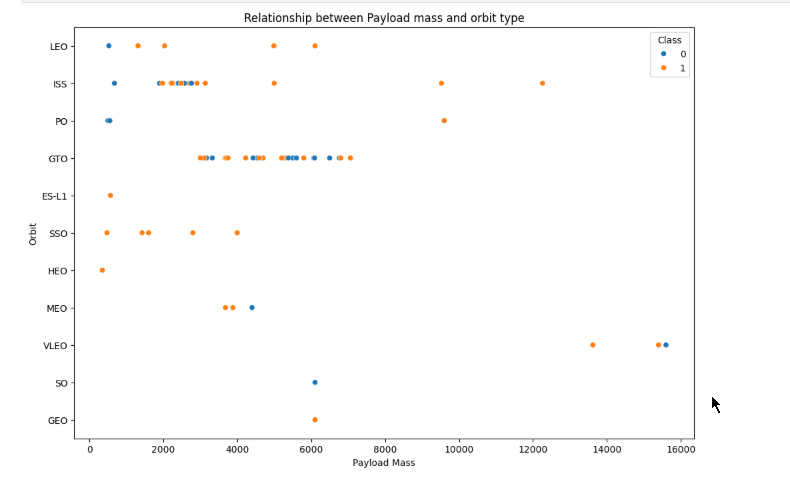 Relationship between Payload mass and orbit type
Class
0
1
LEO
ISS
PO
GTO
ES-L1
SSO
HEO
MEO
VLEO
SO
GEO
Orbit
0 2000 4000 6000 8000 10000 12000 14000 16000
Payload Mass